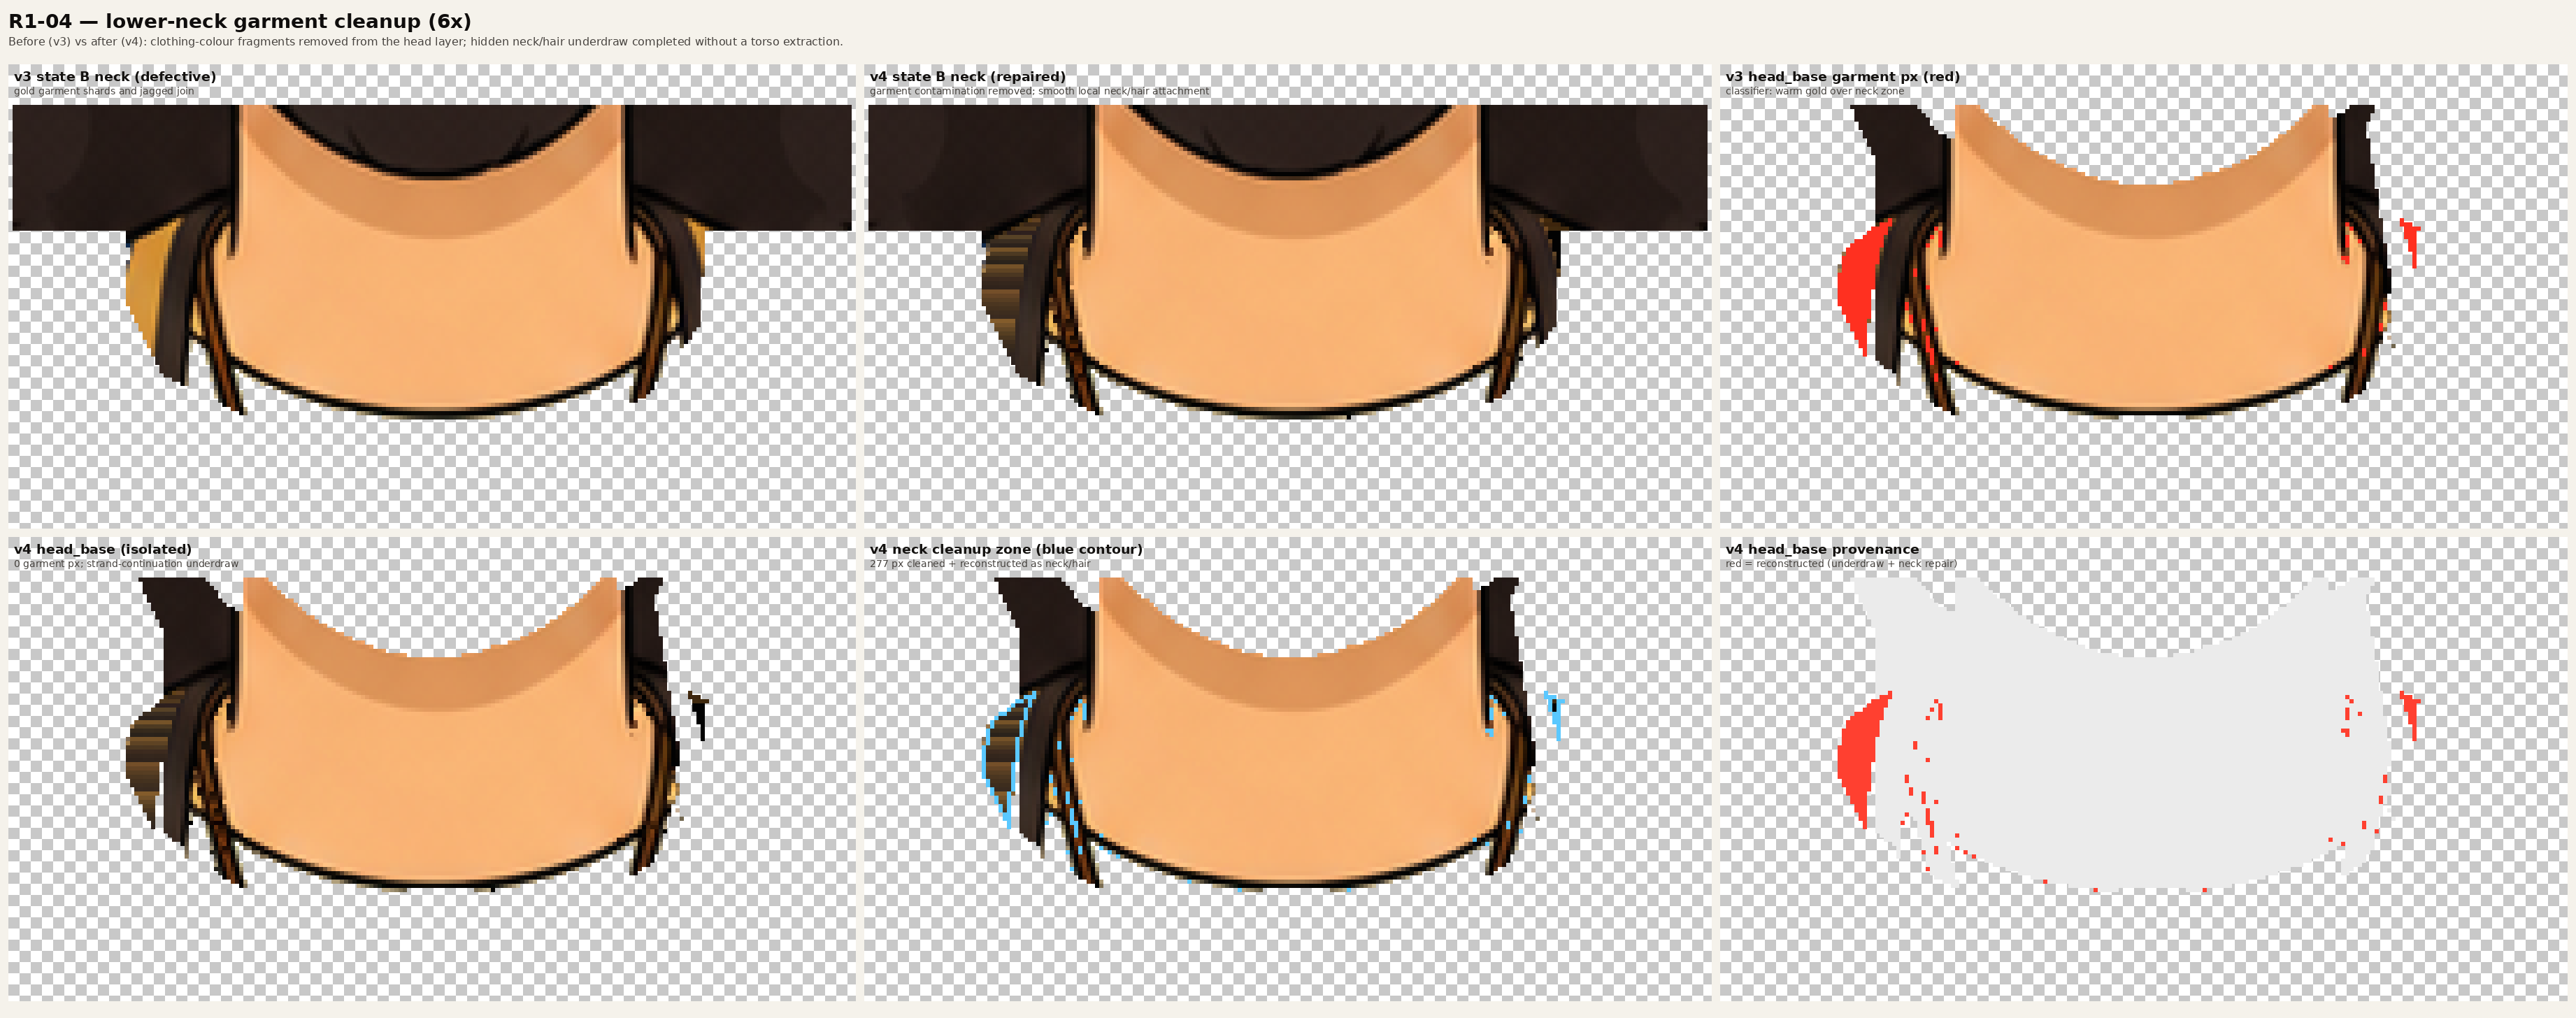 R1-04 — lower-neck garment cleanup (6x)
Before (v3) vs after (v4): clothing-colour fragments removed from the head layer; hidden neck/hair underdraw completed without a torso extraction.
v3 state B neck (defective)
gold garment shards and jagged join
v4 state B neck (repaired)
garment contamination removed; smooth local neck/hair attachment
v3 head_base garment px (red)
classifier: warm gold over neck zone
v4 head_base (isolated)
0 garment px; strand-continuation underdraw
v4 neck cleanup zone (blue contour)
277 px cleaned + reconstructed as neck/hair
v4 head_base provenance
red = reconstructed (underdraw + neck repair)